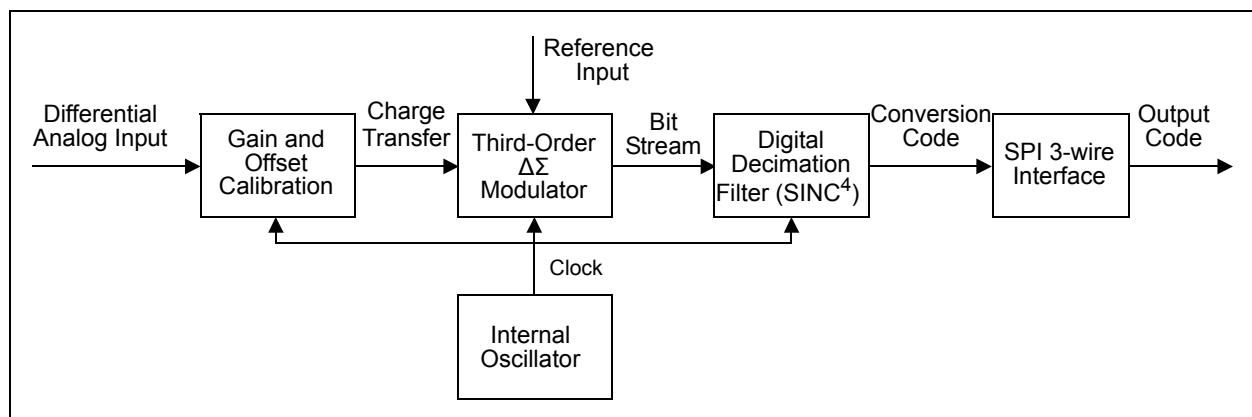 Reference
Input
Differential
Analog Input
Gain and
Offset
Calibration
Charge
Transfer
Third-Order
ΔΣ
Modulator
Bit
Stream
Digital
Decimation
Filter (SINC⁴)
Conversion
Code
SPI 3-wire
Interface
Output
Code
Clock
Internal
Oscillator